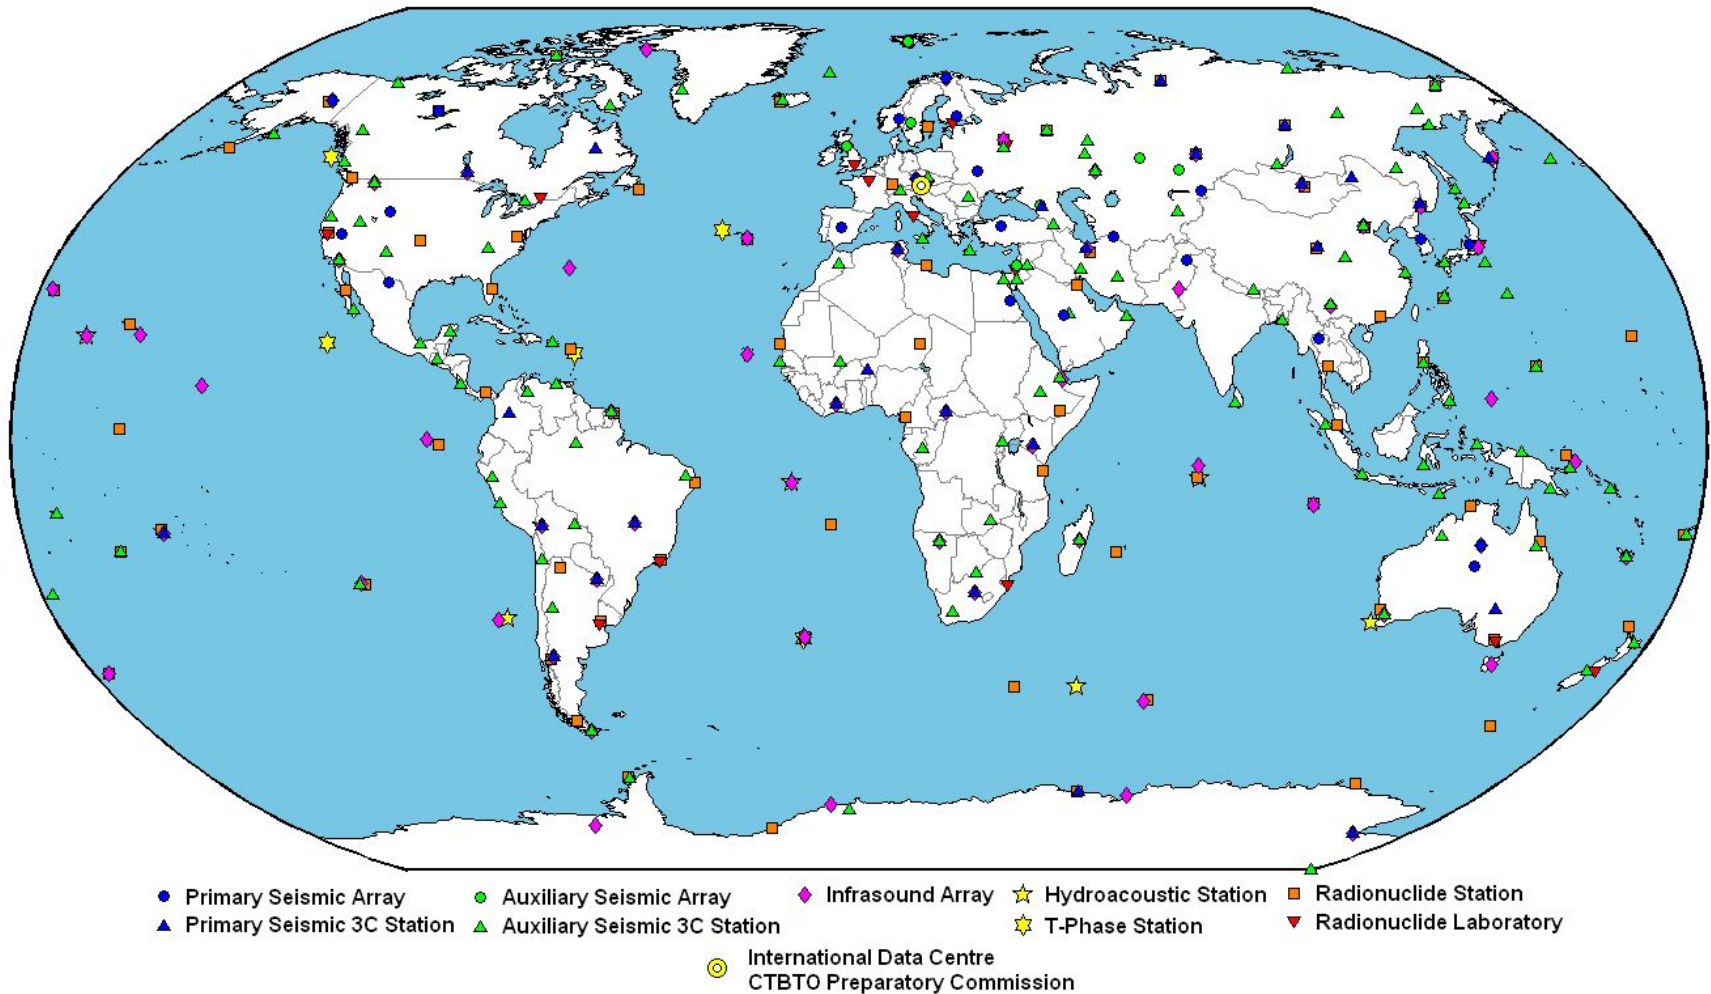 Primary Seismic Array
Auxiliary Seismic Array
Infrasound Array
Hydroacoustic Station
Radionuclide Station
Primary Seismic 3C Station
Auxiliary Seismic 3C Station
T-Phase Station
Radionuclide Laboratory
International Data Centre
CTBTO Preparatory Commission